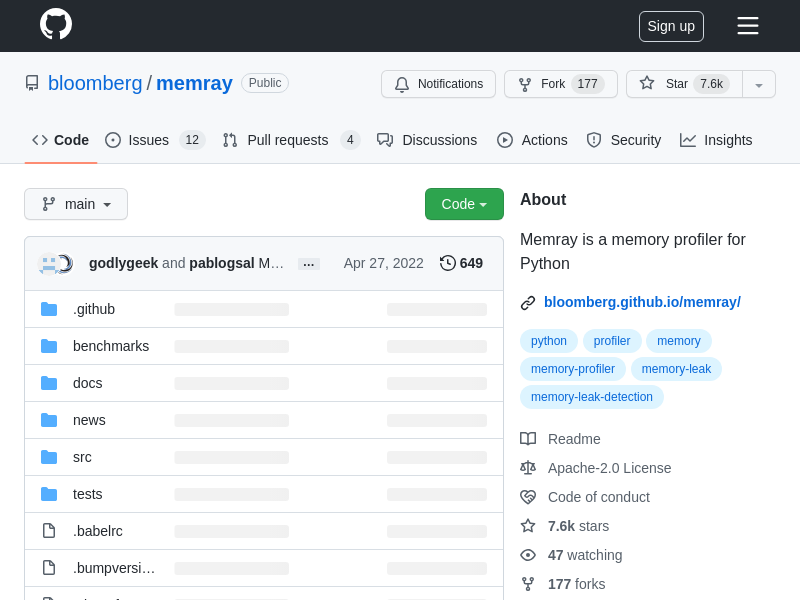 Sign up
bloomberg / memray Public
Notifications
Fork 177
Star 7.6k
Code
Issues 12
Pull requests 4
Discussions
Actions
Security
Insights
main
Code
godlygeek and pablogsal M… ... Apr 27, 2022 649
.github
benchmarks
docs
news
src
tests
.babelrc
.bumpversi…
About
Memray is a memory profiler for
Python
bloomberg.github.io/memray/
python profiler memory
memory-profiler memory-leak
memory-leak-detection
Readme
Apache-2.0 License
Code of conduct
7.6k stars
47 watching
177 forks